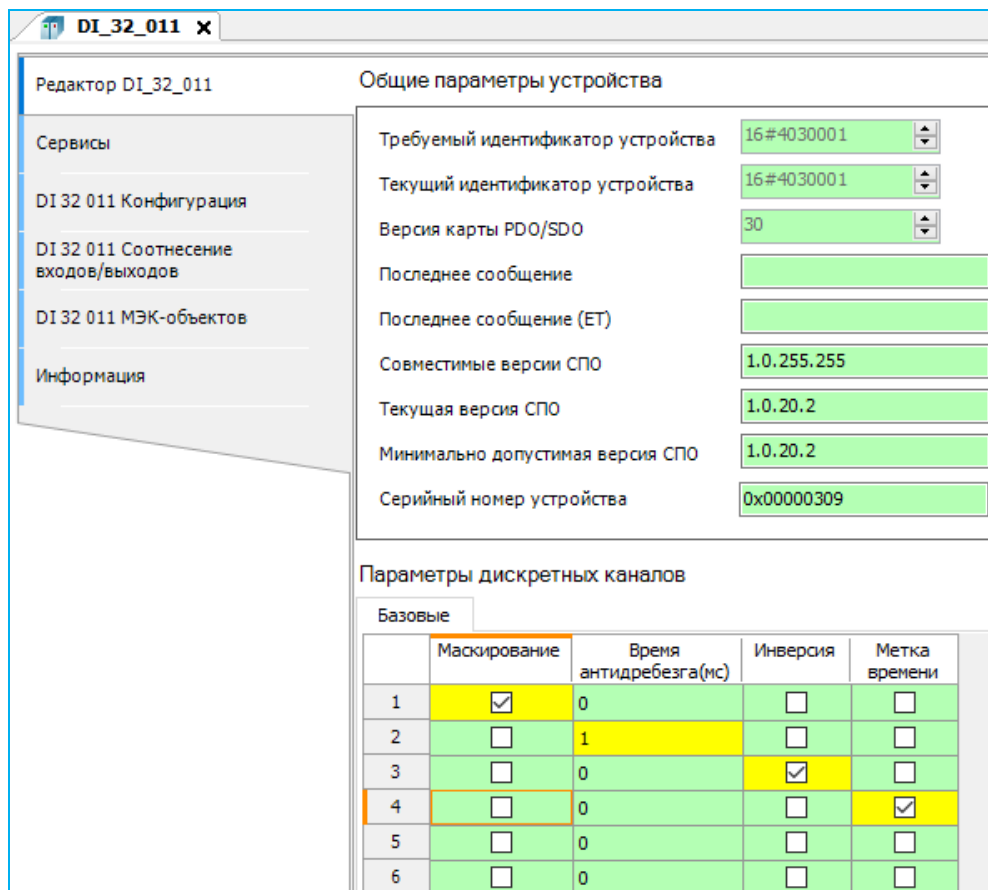 DI_32_011
Редактор DI_32_011
Сервисы
DI 32 011 Конфигурация
DI 32 011 Соотнесение
входов/выходов
DI 32 011 МЭК-объектов
Информация
Общие параметры устройства
Требуемый идентификатор устройства 16#4030001
Текущий идентификатор устройства 16#4030001
Версия карты PDO/SDO 30
Последнее сообщение
Последнее сообщение (ET)
Совместимые версии СПО 1.0.255.255
Текущая версия СПО 1.0.20.2
Минимально допустимая версия СПО 1.0.20.2
Серийный номер устройства 0x00000309
Параметры дискретных каналов
Базовые
Маскирование Время антидребезга(мс) Инверсия Метка времени
1 0
2 1
3 0
4 0
5 0
6 0